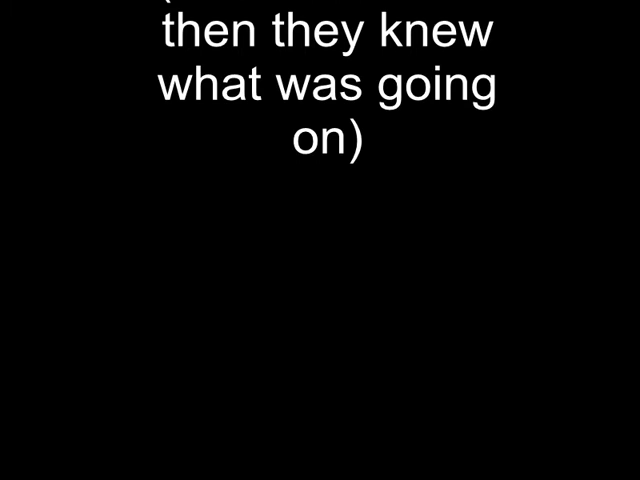 then they knew
what was going
on)